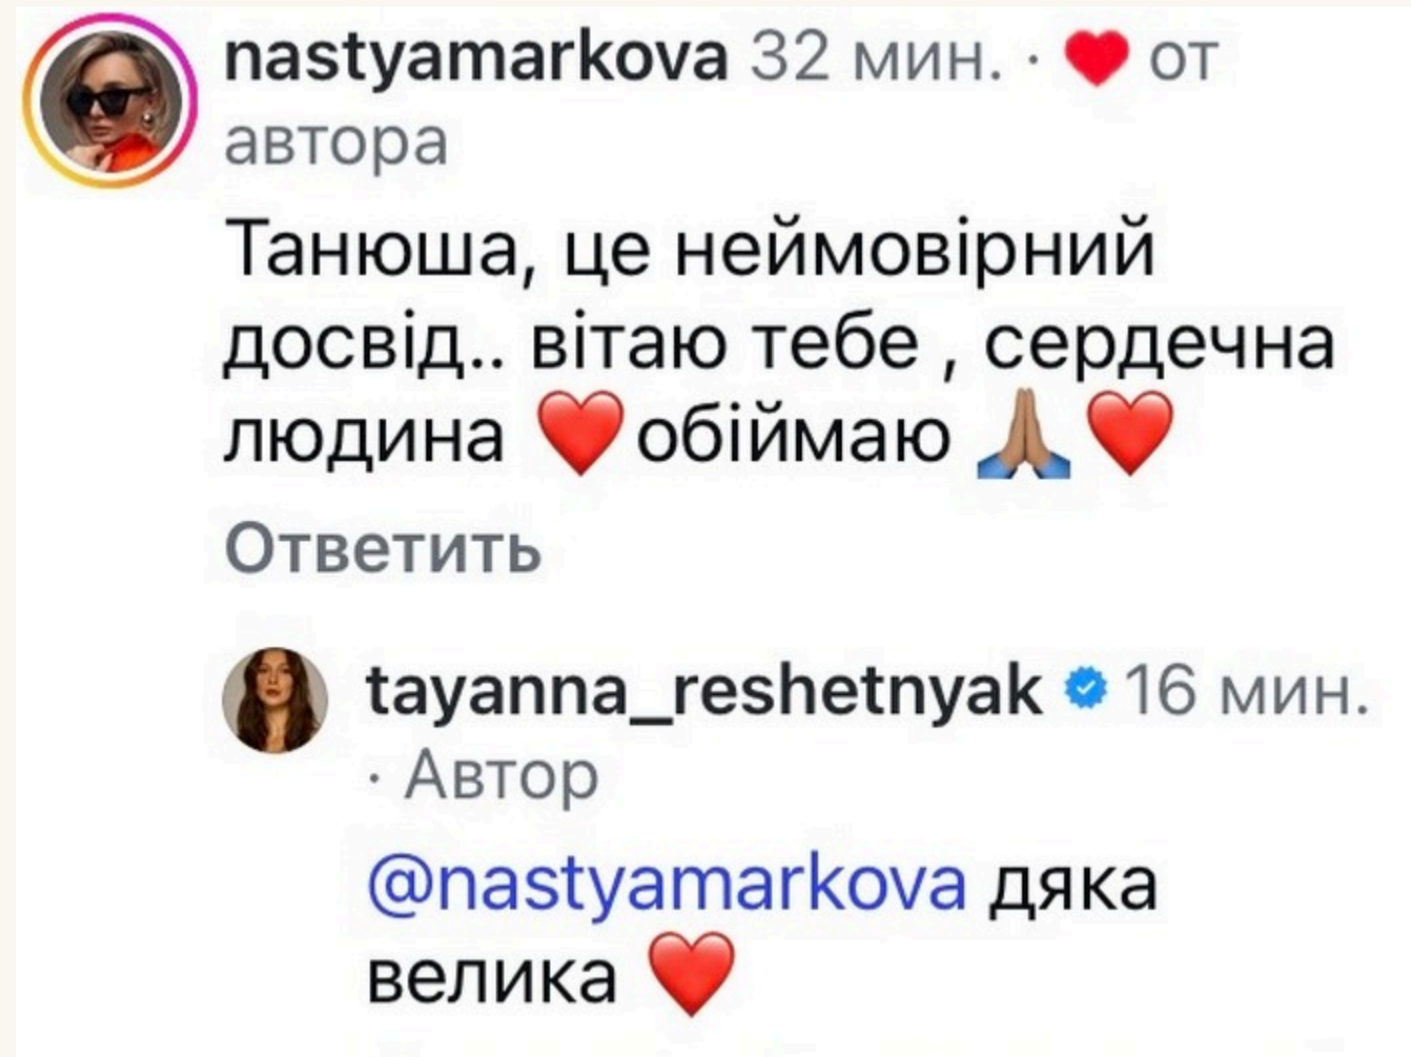 nastyamarkova 32 мин. · ❤️ от
автора
Танюша, це неймовірний
досвід.. вітаю тебе , сердечна
людина ❤️обіймаю 🙏🏽❤️
Ответить
tayanna_reshetnyak 16 мин.
· Автор
@nastyamarkova дяка
велика ❤️